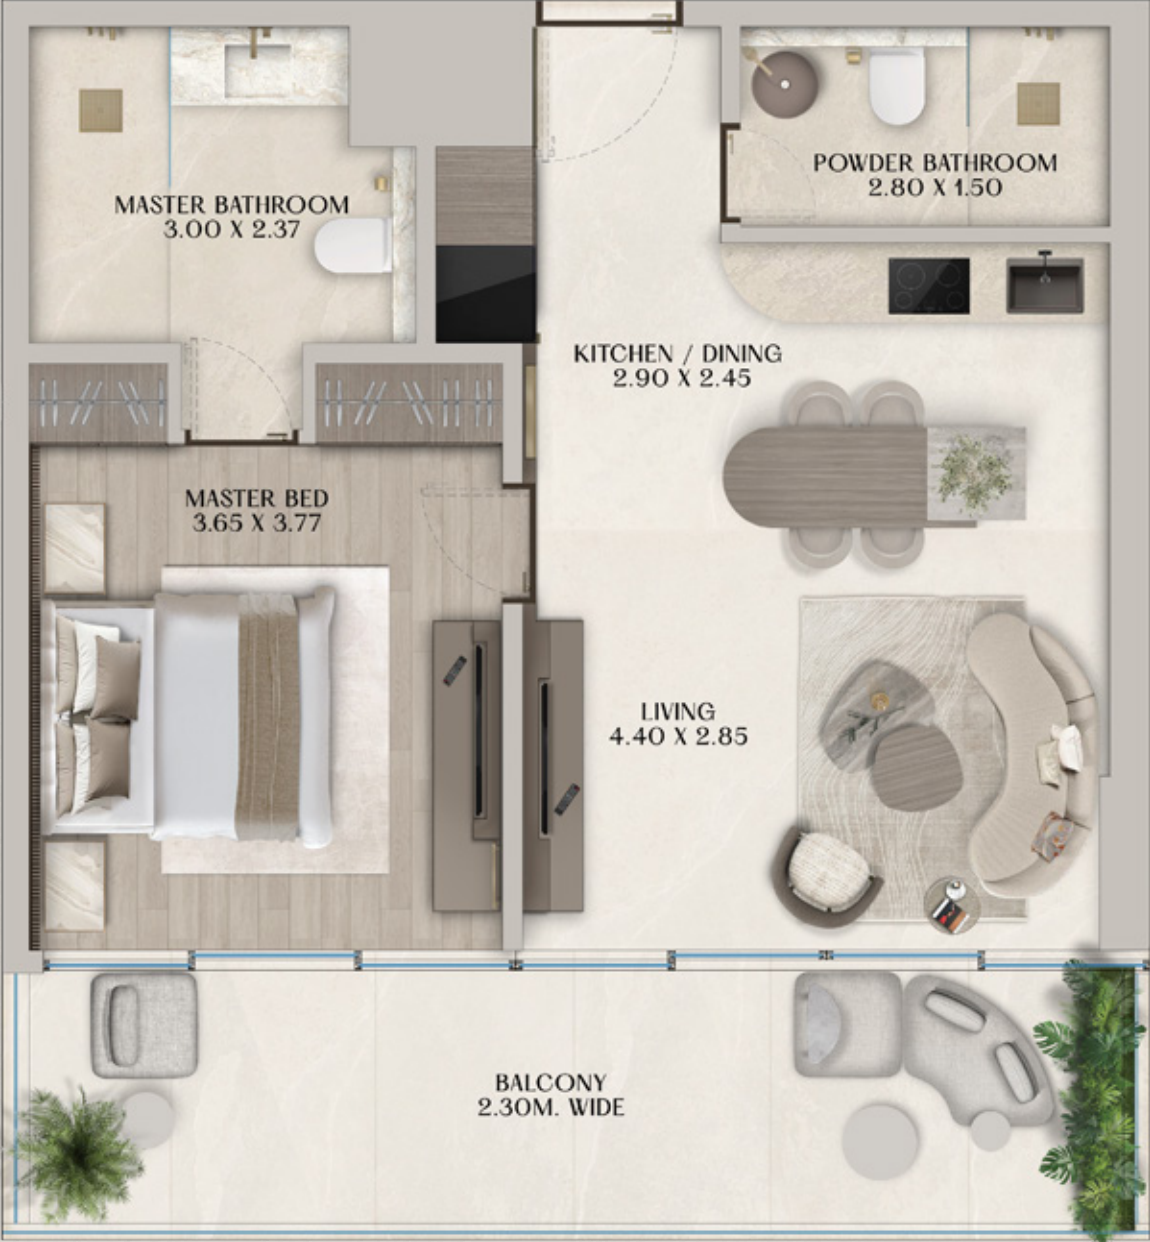 MASTER BATHROOM
3.00 X 2.37
POWDER BATHROOM
2.80 X 1.50
KITCHEN / DINING
2.90 X 2.45
MASTER BED
3.65 X 3.77
LIVING
4.40 X 2.85
BALCONY
2.30M. WIDE